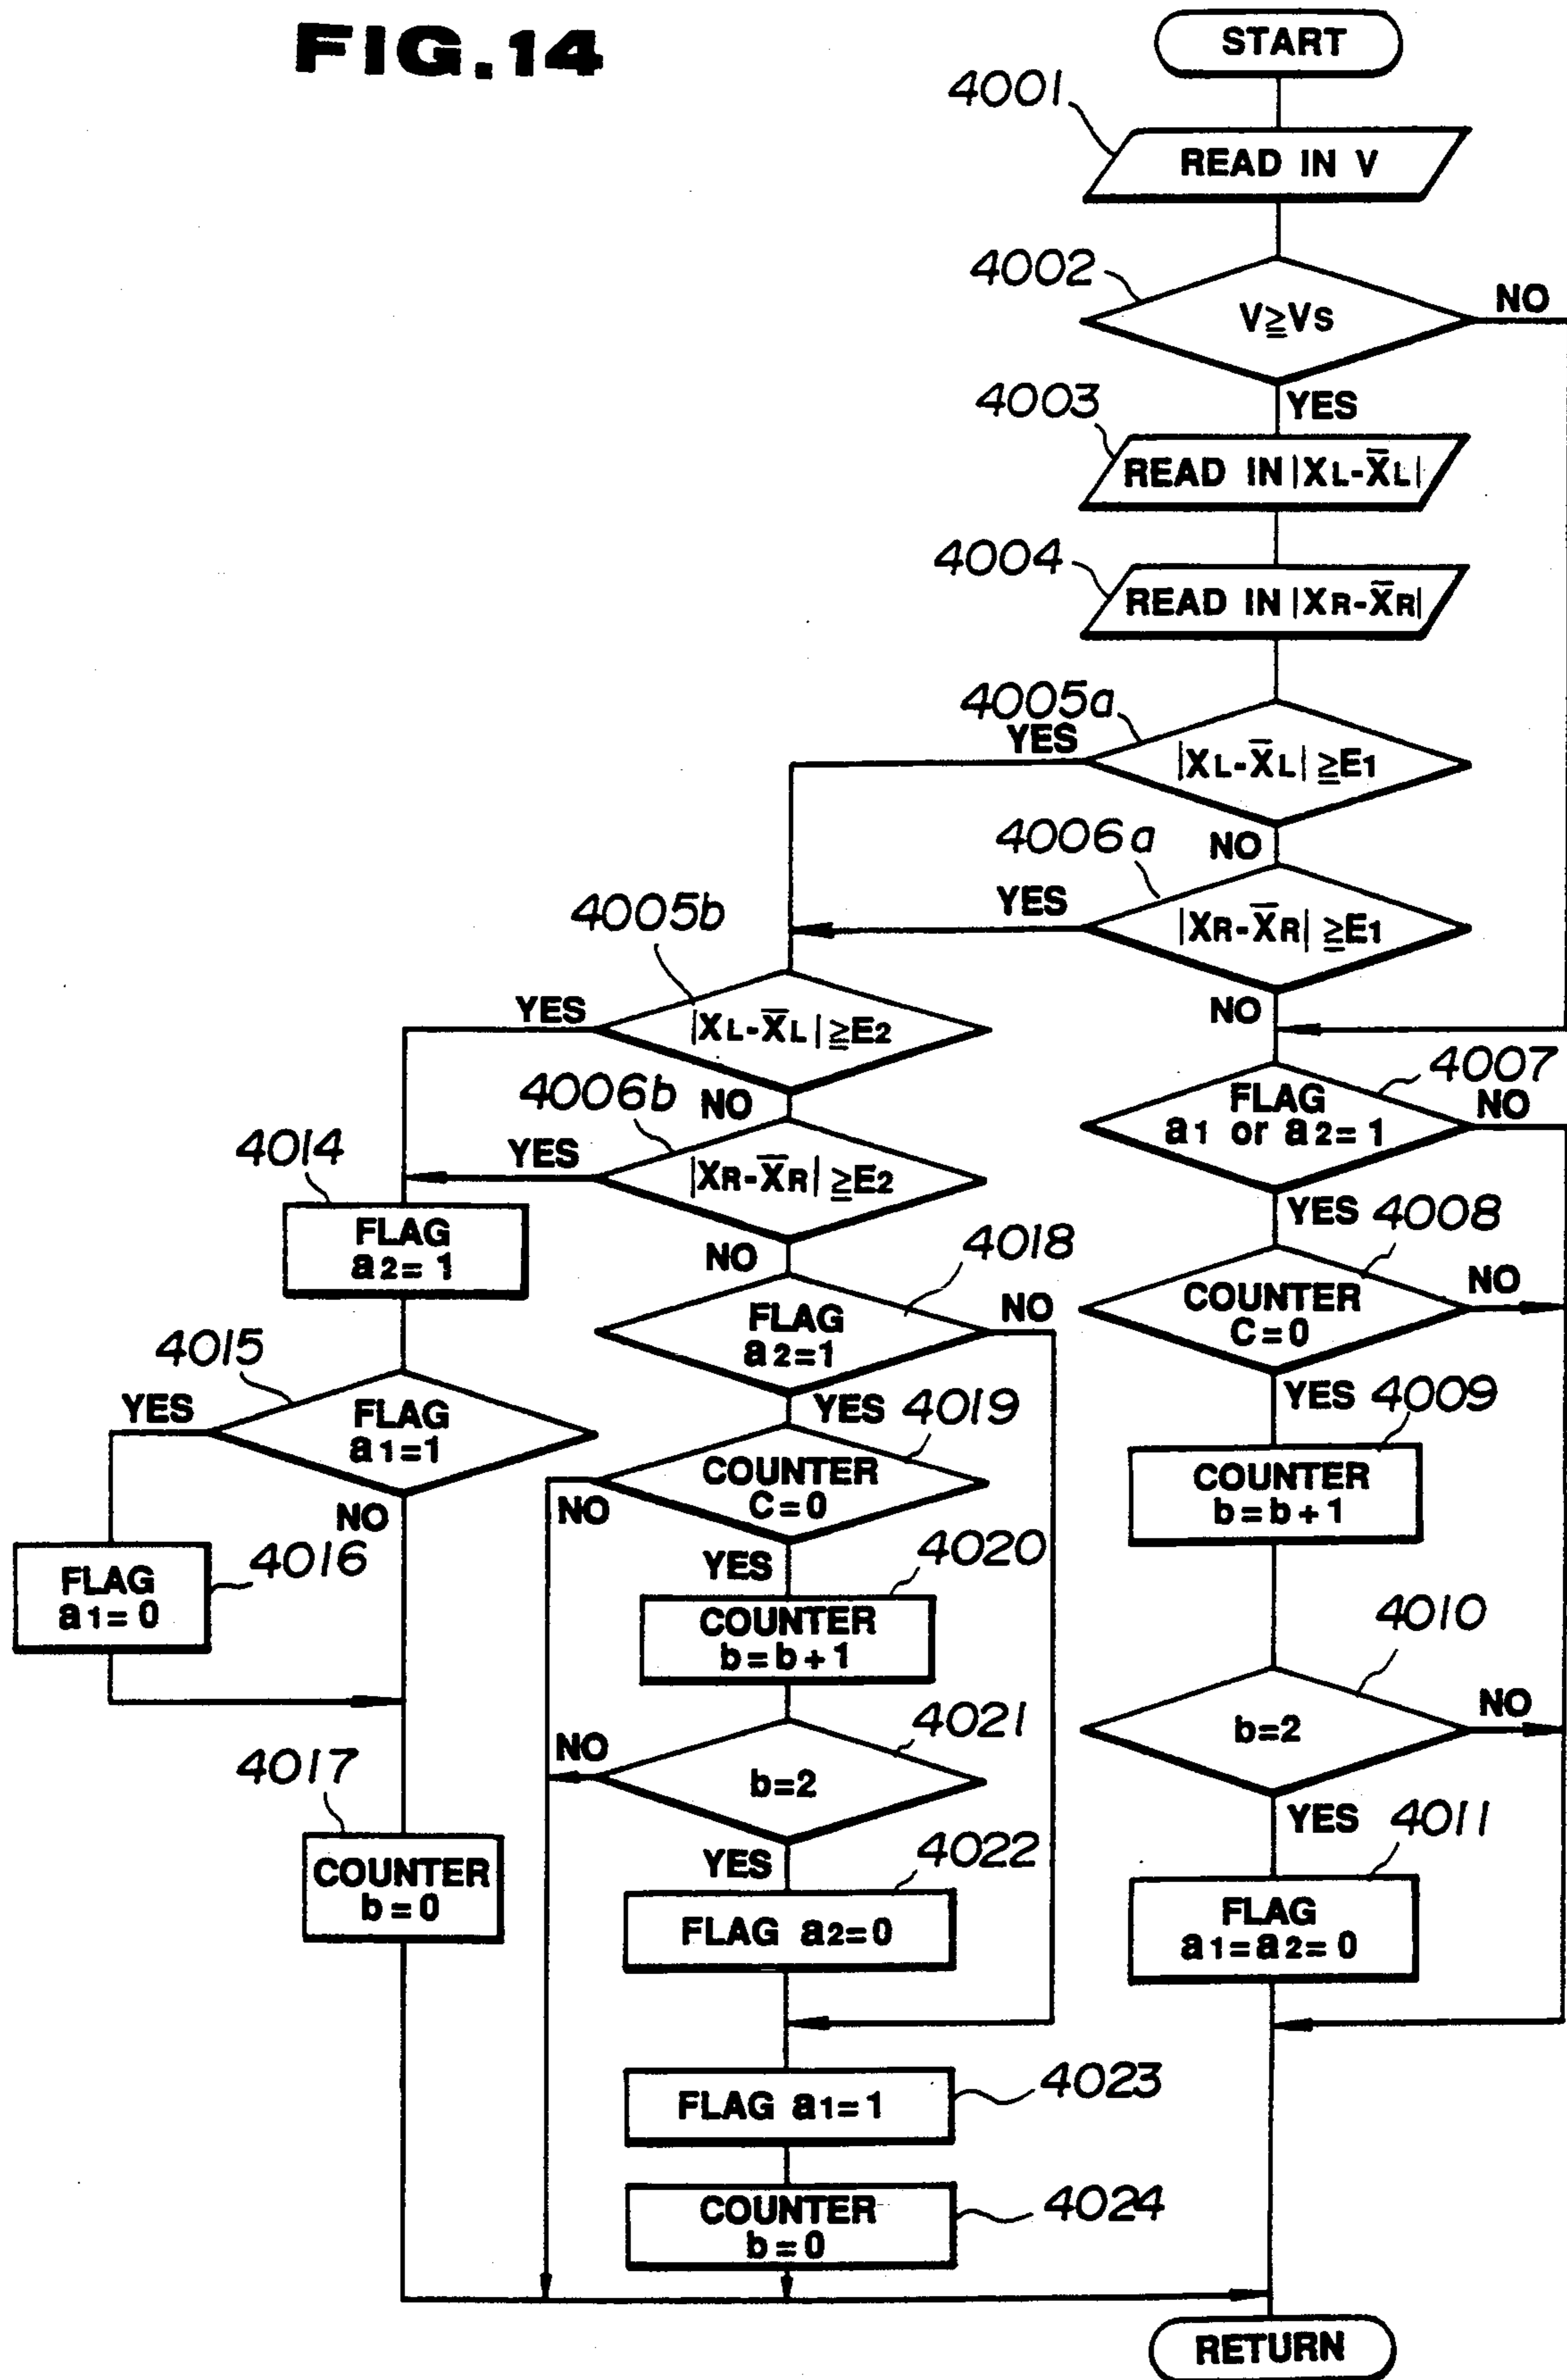 FIG.14
START
4001
READ IN V
4002
V≧VS
NO
YES
4003
READ IN |XL-X̅L|
4004
READ IN |XR-X̅R|
4005a
YES
|XL-X̅L| ≧E1
4006a
NO
YES
|XR-X̅R| ≧E1
NO
4005b
YES
|XL-X̅L| ≧E2
4006b
NO
YES
|XR-X̅R| ≧E2
NO
4007
FLAG
a1 or a2=1
NO
YES
4008
COUNTER
C=0
NO
YES
4009
COUNTER
b=b+1
4010
b=2
NO
YES
4011
FLAG
a1=a2=0
4014
FLAG
a2=1
4015
YES
FLAG
a1=1
NO
4016
FLAG
a1=0
4017
COUNTER
b=0
4018
FLAG
a2=1
NO
YES
4019
COUNTER
C=0
NO
YES
4020
COUNTER
b=b+1
4021
NO
b=2
YES
4022
FLAG a2=0
4023
FLAG a1=1
4024
COUNTER
b=0
RETURN